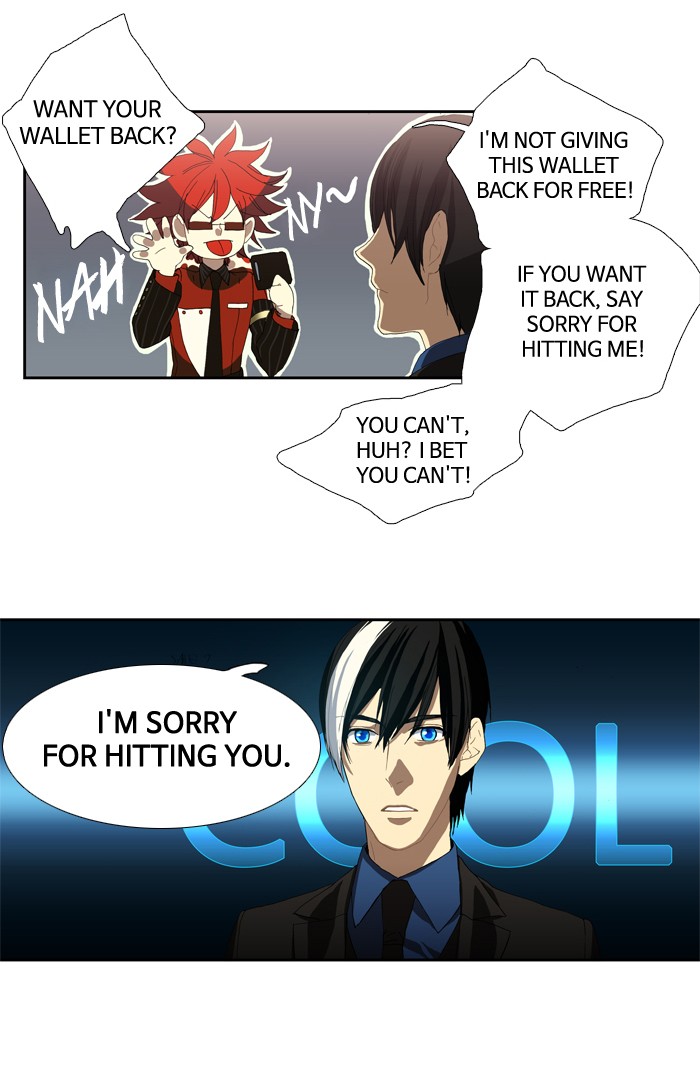 WANT YOUR
WALLET BACK?
NAH
NY~
I'M NOT GIVING
THIS WALLET
BACK FOR FREE!
IF YOU WANT
IT BACK, SAY
SORRY FOR
HITTING ME!
YOU CAN'T,
HUH? I BET
YOU CAN'T!
I'M SORRY
FOR HITTING YOU.
COOL